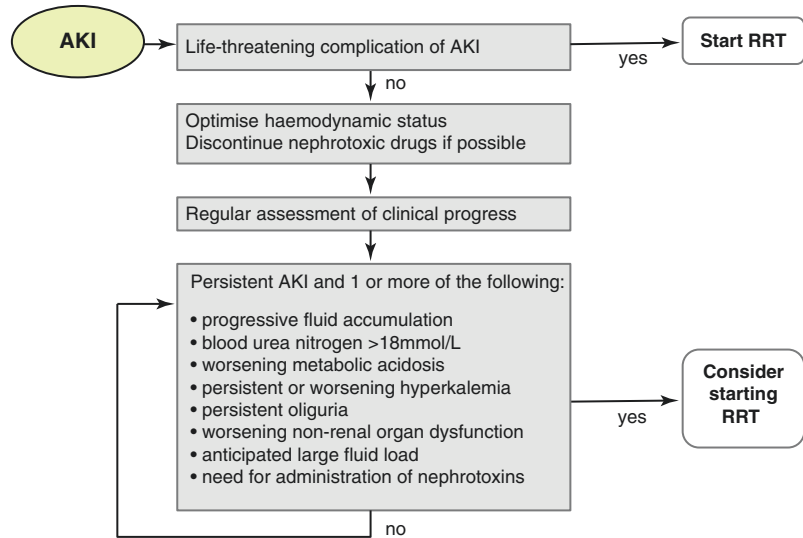 AKI
Life-threatening complication of AKI
yes
Start RRT
no
Optimise haemodynamic status
Discontinue nephrotoxic drugs if possible
Regular assessment of clinical progress
Persistent AKI and 1 or more of the following:
• progressive fluid accumulation
• blood urea nitrogen >18mmol/L
• worsening metabolic acidosis
• persistent or worsening hyperkalemia
• persistent oliguria
• worsening non-renal organ dysfunction
• anticipated large fluid load
• need for administration of nephrotoxins
yes
Consider
starting
RRT
no